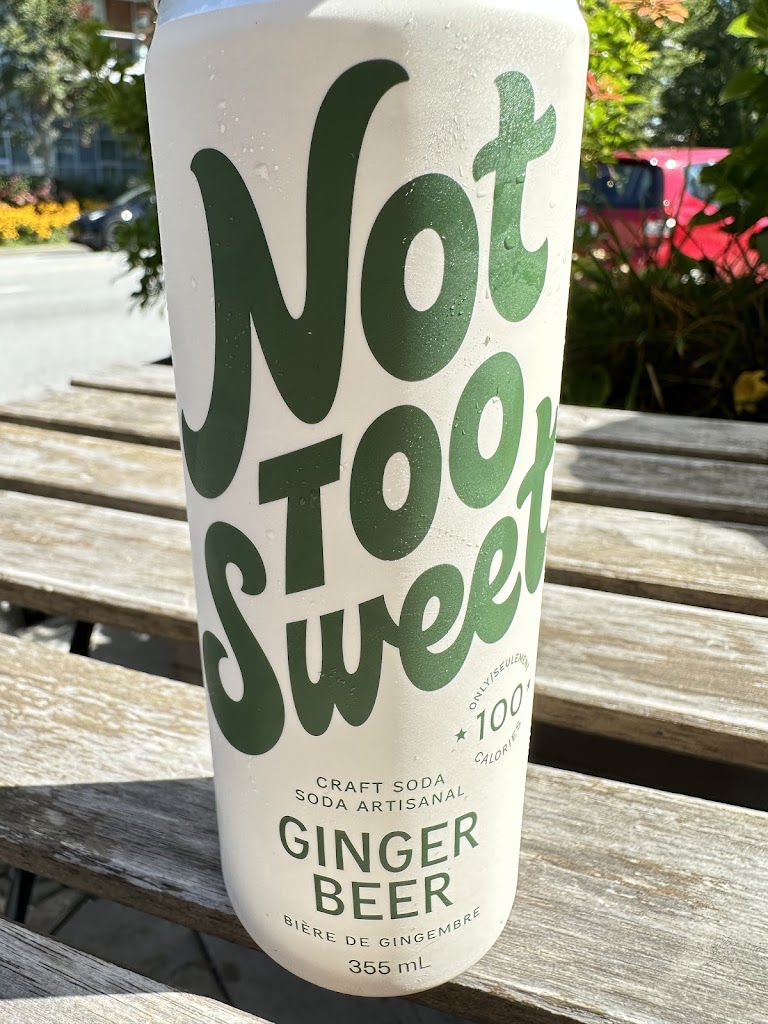 Not
TOO
Sweet
ONLY|SEULEMENT
100
CALORIES
CRAFT SODA
SODA ARTISANAL
GINGER
BEER
BIÈRE DE GINGEMBRE
355 mL